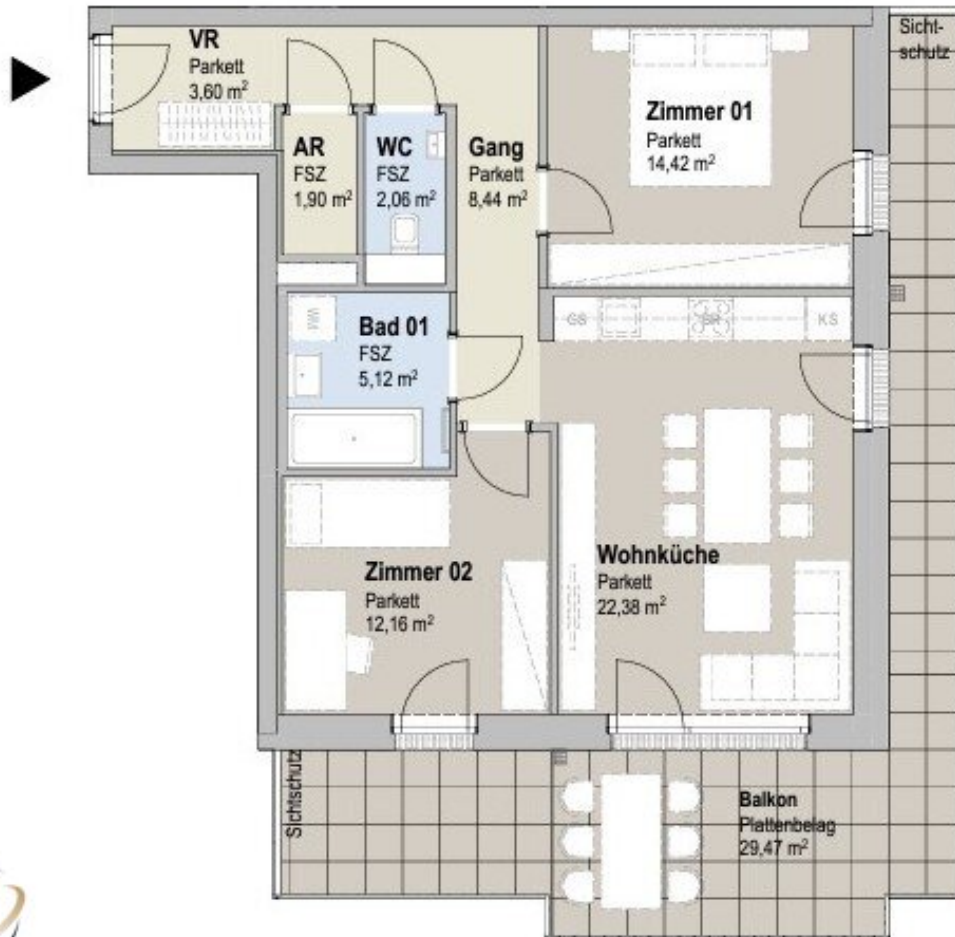 VR
Parkett
3,60 m²
Sicht-
schutz
Zimmer 01
Parkett
14,42 m²
AR
FSZ
1,90 m²
WC
FSZ
2,06 m²
Gang
Parkett
8,44 m²
GS
KS
WM
Bad 01
FSZ
5,12 m²
Wohnküche
Parkett
22,38 m²
Zimmer 02
Parkett
12,16 m²
Sichtschutz
Balkon
Plattenbelag
29,47 m²